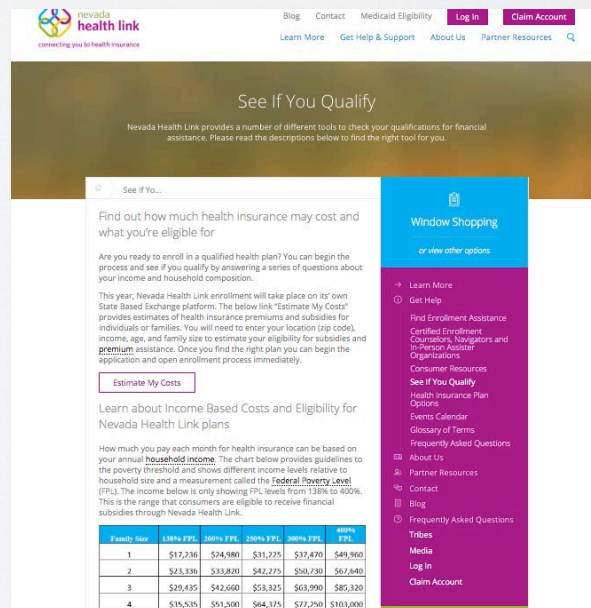 nevada
health link
connecting you to health insurance
Blog Contact Medicaid Eligibility Log In Claim Account
Learn More Get Help & Support About Us Partner Resources
See If You Qualify
Nevada Health Link provides a number of different tools to check your qualifications for financial
assistance. Please read the descriptions below to find the right tool for you.
See If Yo...
Find out how much health insurance may cost and
what you're eligible for
Are you ready to enroll in a qualified health plan? You can begin the
process and see if you qualify by answering a series of questions about
your income and household composition.
This year, Nevada Health Link enrollment will take place on its' own
State Based Exchange platform. The below link "Estimate My Costs"
provides estimates of health insurance premiums and subsidies for
individuals or families. You will need to enter your location (zip code),
income, age, and family size to estimate your eligibility for subsidies and
premium assistance. Once you find the right plan you can begin the
application and open enrollment process immediately.
Estimate My Costs
Learn about Income Based Costs and Eligibility for
Nevada Health Link plans
How much you pay each month for health insurance can be based on
your annual household income. The chart below provides guidelines to
the poverty threshold and shows different income levels relative to
household size and a measurement called the Federal Poverty Level
(FPL). The income below is only showing FPL levels from 138% to 400%.
This is the range that consumers are eligible to receive financial
subsidies through Nevada Health Link.
Family Size 138% FPL 200% FPL 250% FPL 300% FPL 400% FPL
1 $17,236 $24,980 $31,225 $37,470 $49,960
2 $23,336 $33,820 $42,275 $50,730 $67,640
3 $29,435 $42,660 $53,325 $63,990 $85,320
4 $35,535 $51,500 $64,375 $77,250 $103,000
Window Shopping
or view other options
Learn More
Get Help
Find Enrollment Assistance
Certified Enrollment
Counselors, Navigators and
In-Person Assister
Organizations
Consumer Resources
See If You Qualify
Health Insurance Plan
Options
Events Calendar
Glossary of Terms
Frequently Asked Questions
About Us
Partner Resources
Contact
Blog
Frequently Asked Questions
Tribes
Media
Log In
Claim Account